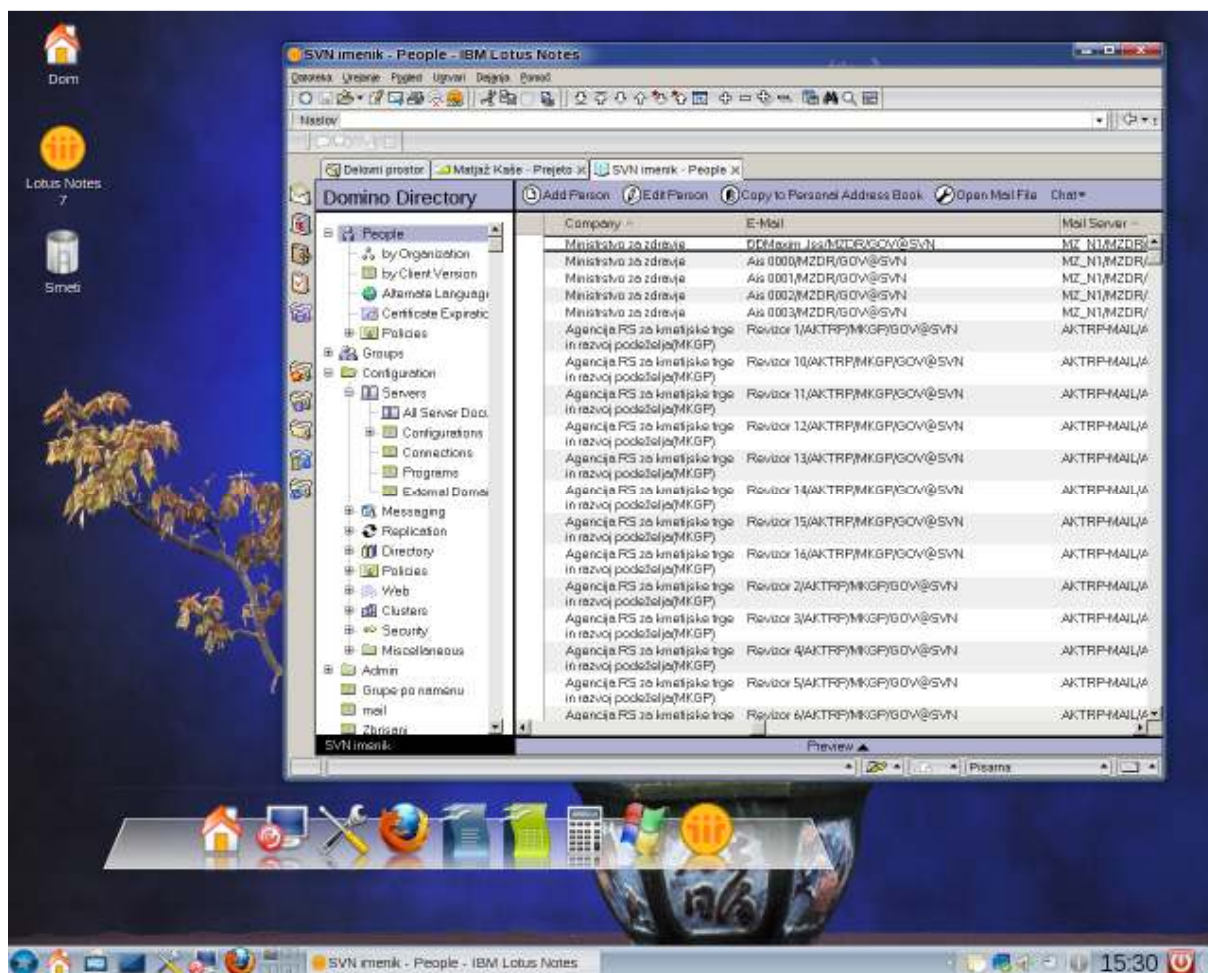 Dom
Lotus Notes
7
Smeti
SVN imenik - People - IBM Lotus Notes
Datoteka Urejanje Pogled Ustvari Dejanja Pomoč
Naslov
Delovni prostor
Matjaž Kaše - Prejeto
SVN imenik - People
Domino Directory
Add Person Edit Person Copy to Personal Address Book Open Mail File Chat
Company E-Mail Mail Server
People
by Organization
by Client Version
Alternate Languag
Certificate Expiratic
Policies
Groups
Configuration
Servers
All Server Docu
Configurations
Connections
Programs
External Domai
Messaging
Replication
Directory
Policies
Web
Clusters
Security
Miscellaneous
Admin
Grupe po namenu
mail
Zbrisani
SVN imenik
Ministrstvo za zdravje DDMaxim Jss/MZDR/GOV@SVN MZ_N1/MZDR/
Ministrstvo za zdravje Ais 0000/MZDR/GOV@SVN MZ_N1/MZDR/
Ministrstvo za zdravje Ais 0001/MZDR/GOV@SVN MZ_N1/MZDR/
Ministrstvo za zdravje Ais 0002/MZDR/GOV@SVN MZ_N1/MZDR/
Ministrstvo za zdravje Ais 0003/MZDR/GOV@SVN MZ_N1/MZDR/
Agencija RS za kmetijske trge Revizor 1/AKTRP/MKGP/GOV@SVN AKTRP-MAIL/A
in razvoj podeželja(MKGP)
Agencija RS za kmetijske trge Revizor 10/AKTRP/MKGP/GOV@SVN AKTRP-MAIL/A
in razvoj podeželja(MKGP)
Agencija RS za kmetijske trge Revizor 11/AKTRP/MKGP/GOV@SVN AKTRP-MAIL/A
in razvoj podeželja(MKGP)
Agencija RS za kmetijske trge Revizor 12/AKTRP/MKGP/GOV@SVN AKTRP-MAIL/A
in razvoj podeželja(MKGP)
Agencija RS za kmetijske trge Revizor 13/AKTRP/MKGP/GOV@SVN AKTRP-MAIL/A
in razvoj podeželja(MKGP)
Agencija RS za kmetijske trge Revizor 14/AKTRP/MKGP/GOV@SVN AKTRP-MAIL/A
in razvoj podeželja(MKGP)
Agencija RS za kmetijske trge Revizor 15/AKTRP/MKGP/GOV@SVN AKTRP-MAIL/A
in razvoj podeželja(MKGP)
Agencija RS za kmetijske trge Revizor 16/AKTRP/MKGP/GOV@SVN AKTRP-MAIL/A
in razvoj podeželja(MKGP)
Agencija RS za kmetijske trge Revizor 2/AKTRP/MKGP/GOV@SVN AKTRP-MAIL/A
in razvoj podeželja(MKGP)
Agencija RS za kmetijske trge Revizor 3/AKTRP/MKGP/GOV@SVN AKTRP-MAIL/A
in razvoj podeželja(MKGP)
Agencija RS za kmetijske trge Revizor 4/AKTRP/MKGP/GOV@SVN AKTRP-MAIL/A
in razvoj podeželja(MKGP)
Agencija RS za kmetijske trge Revizor 5/AKTRP/MKGP/GOV@SVN AKTRP-MAIL/A
in razvoj podeželja(MKGP)
Agencija RS za kmetijske trge Revizor 6/AKTRP/MKGP/GOV@SVN AKTRP-MAIL/A
Preview
Pisarna
SVN imenik - People - IBM Lotus Notes
15:30